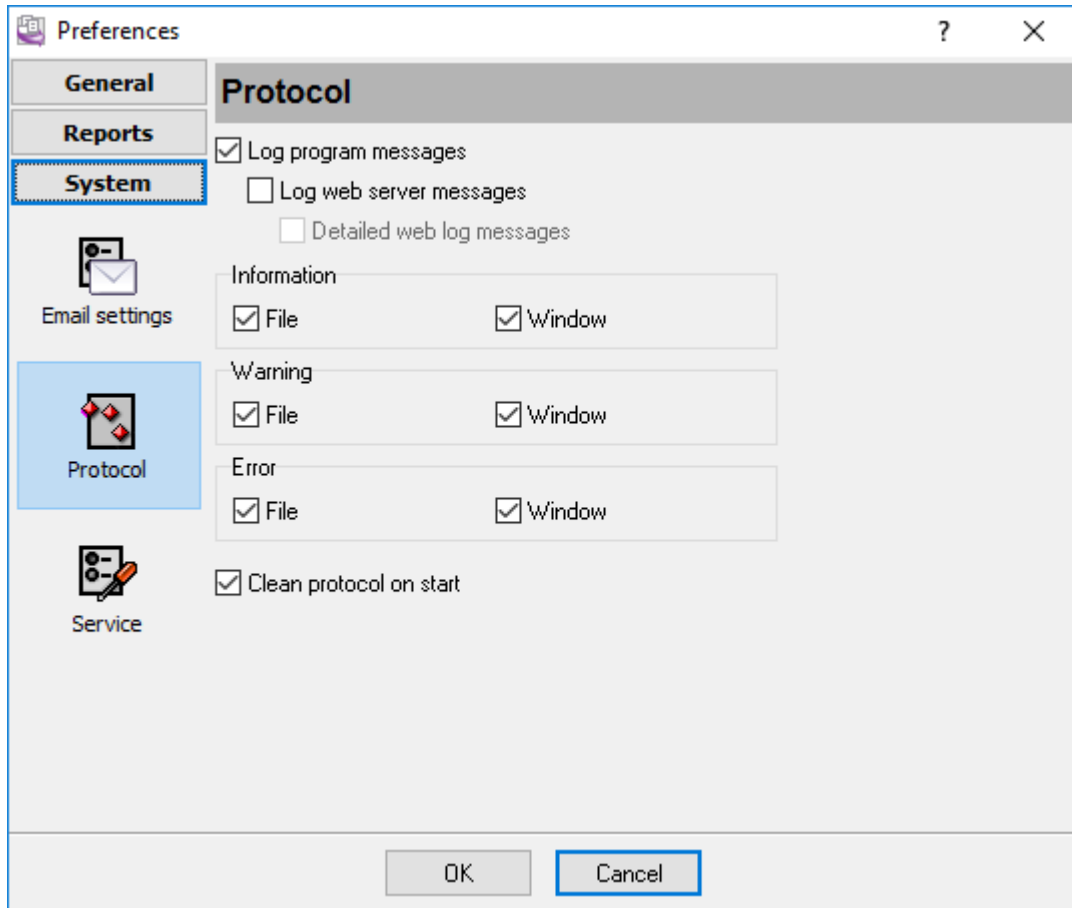 Preferences
?
General
Reports
System
Email settings
Protocol
Service
Protocol
Log program messages
Log web server messages
Detailed web log messages
Information
File Window
Warning
File Window
Error
File Window
Clean protocol on start
OK Cancel